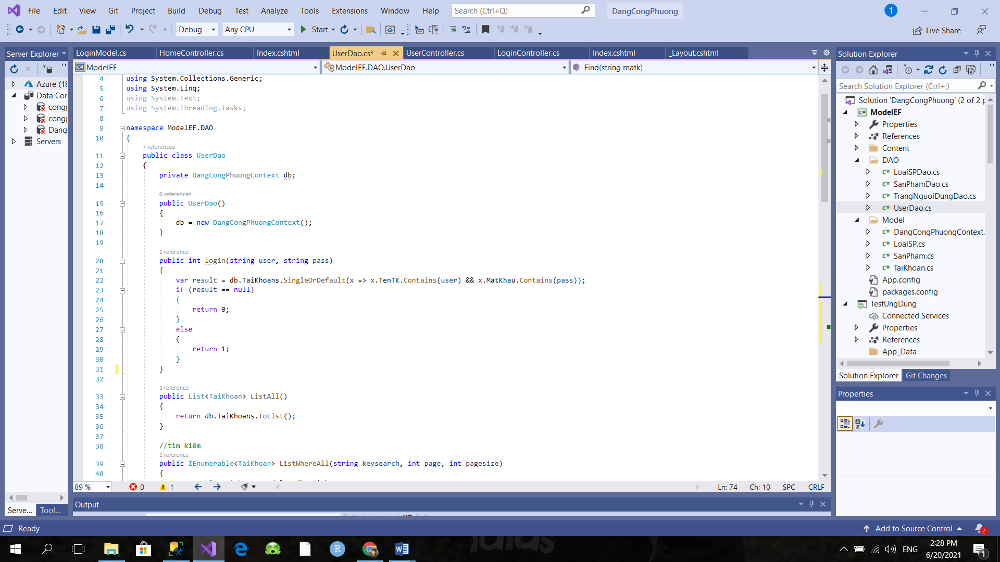 File Edit View Git Project Build Debug Test Analyze Tools Extensions Window Help Search (Ctrl+Q) DangCongPhuong 1
Debug Any CPU Start Live Share
Server Explorer
Azure (18
Data Cor
cong
cong
Dang
Servers
Serve... Tool...
LoginModel.cs HomeController.cs Index.cshtml UserDao.cs* UserController.cs LoginController.cs Index.cshtml _Layout.cshtml
ModelEF ModelEF.DAO.UserDao Find(string matk)
4 using System.Collections.Generic;
5 using System.Linq;
6 using System.Text;
7 using System.Threading.Tasks;
8
9 namespace ModelEF.DAO
10 {
7 references
11 public class UserDao
12 {
13 private DangCongPhuongContext db;
14
6 references
15 public UserDao()
16 {
17 db = new DangCongPhuongContext();
18 }
19
1 reference
20 public int login(string user, string pass)
21 {
22 var result = db.TaiKhoans.SingleOrDefault(x => x.TenTK.Contains(user) && x.MatKhau.Contains(pass));
23 if (result == null)
24 {
25 return 0;
26 }
27 else
28 {
29 return 1;
30 }
31 }
32
1 reference
33 public List<TaiKhoan> ListAll()
34 {
35 return db.TaiKhoans.ToList();
36 }
37
38 //tìm kiếm
1 reference
39 public IEnumerable<TaiKhoan> ListWhereAll(string keysearch, int page, int pagesize)
40 {
89 % 0 1 Ln: 74 Ch: 10 SPC CRLF
Output
Solution Explorer
Search Solution Explorer (Ctrl+;)
Solution 'DangCongPhuong' (2 of 2 p
ModelEF
Properties
References
Content
DAO
LoaiSPDao.cs
SanPhamDao.cs
TrangNguoiDungDao.cs
UserDao.cs
Model
DangCongPhuongContext.
LoaiSP.cs
SanPham.cs
TaiKhoan.cs
App.config
packages.config
TestUngDung
Connected Services
Properties
References
App_Data
Solution Explorer Git Changes
Properties
Ready Add to Source Control 2
ENG 2:28 PM
6/20/2021 1